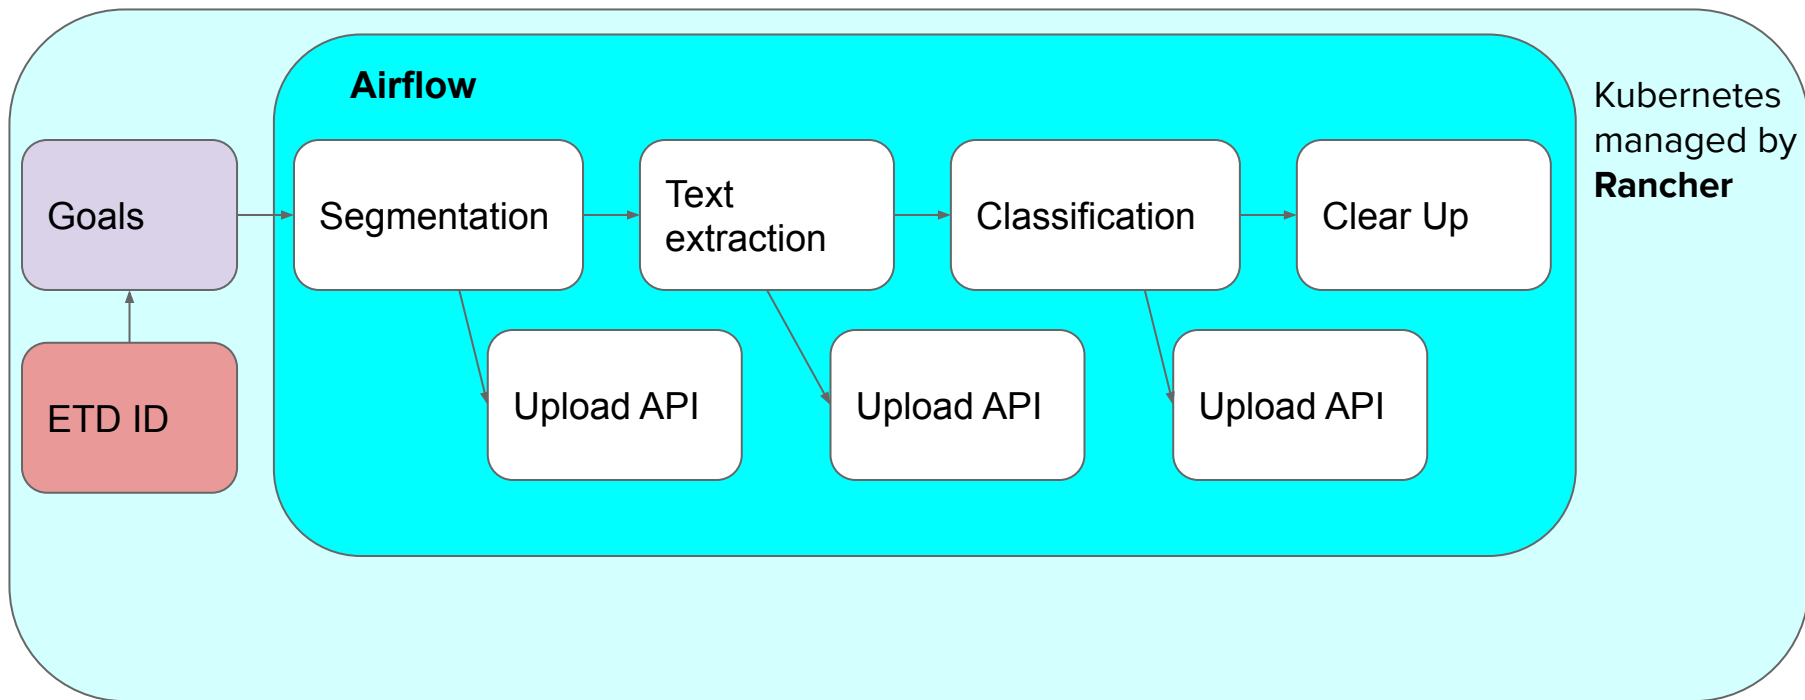 Airflow
Kubernetes
managed by
Rancher
Goals
Segmentation
Text
extraction
Classification
Clear Up
ETD ID
Upload API
Upload API
Upload API